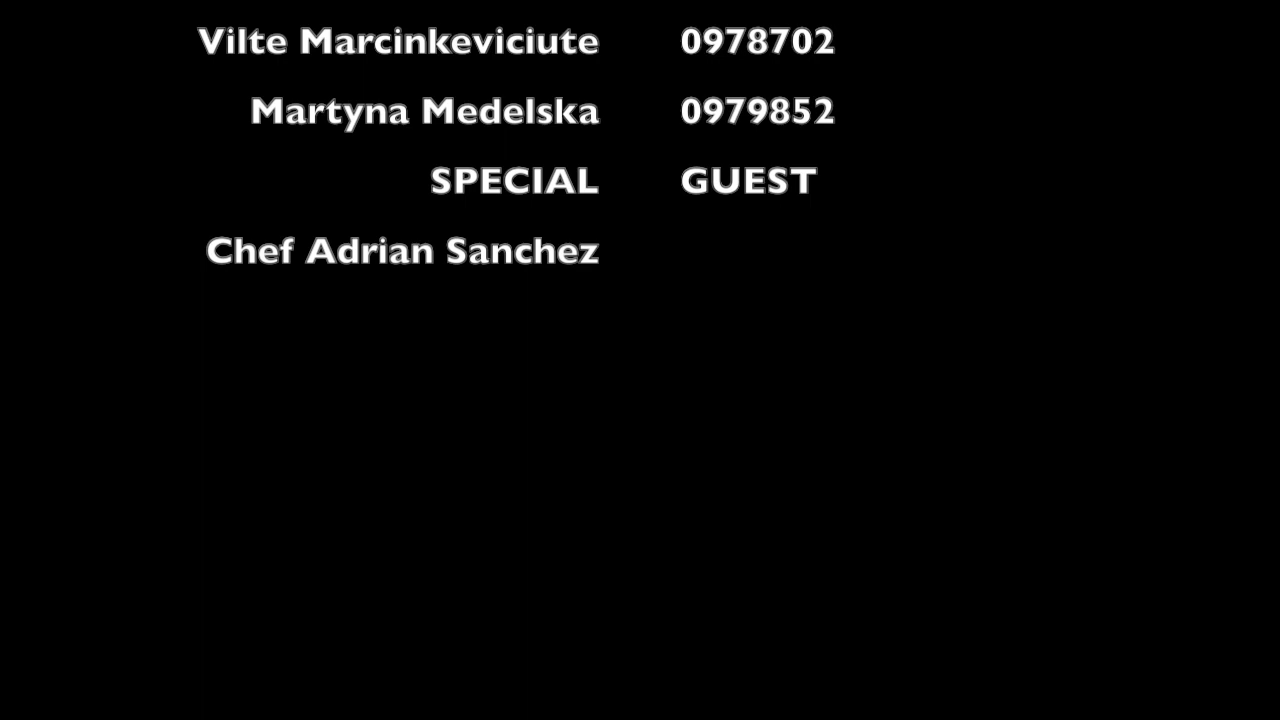 Vilte Marcinkeviciute 0978702
Martyna Medelska 0979852
SPECIAL GUEST
Chef Adrian Sanchez